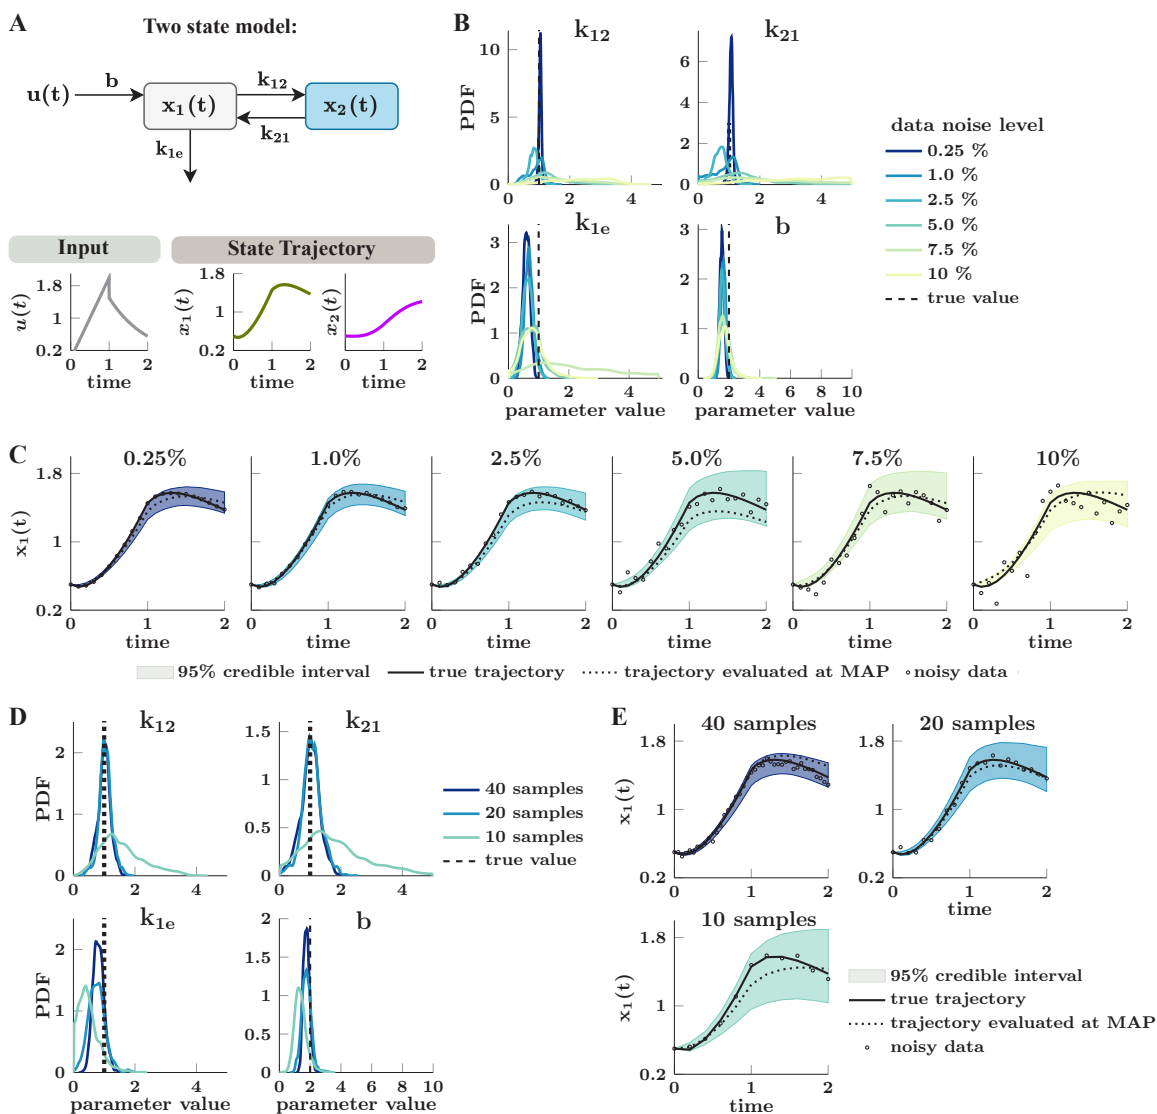 A
Two state model:
u(t)
b
x1(t)
k12
k21
x2(t)
k1e
Input
State Trajectory
u(t)
1.8
1
0.2
0 1 2
time
x1(t)
1.8
1
0.2
0 1 2
time
x2(t)
0 1 2
time
B
k12
PDF
10
5
0
0 2 4
k21
6
4
2
0
0 2 4
data noise level
0.25 %
1.0 %
2.5 %
5.0 %
7.5 %
10 %
true value
k1e
PDF
3
2
1
0
0 2 4
parameter value
b
3
2
1
0
0 2 4 6 8 10
parameter value
C
0.25% 1.0% 2.5% 5.0% 7.5% 10%
x1(t)
1.8
1
0.2
0 1 2
time
0 1 2
time
0 1 2
time
0 1 2
time
0 1 2
time
0 1 2
time
95% credible interval true trajectory trajectory evaluated at MAP noisy data
D
k12
PDF
2
1
0
0 2 4
k21
1.5
1
0.5
0
0 2 4
40 samples
20 samples
10 samples
true value
k1e
PDF
2
1
0
0 2 4
parameter value
b
2
1.5
1
0.5
0
0 2 4 6 8 10
parameter value
E
40 samples
x1(t)
1.8
1
0.2
0 1 2
20 samples
1.8
1
0.2
0 1 2
time
10 samples
x1(t)
1.8
1
0.2
0 1 2
time
95% credible interval
true trajectory
trajectory evaluated at MAP
noisy data